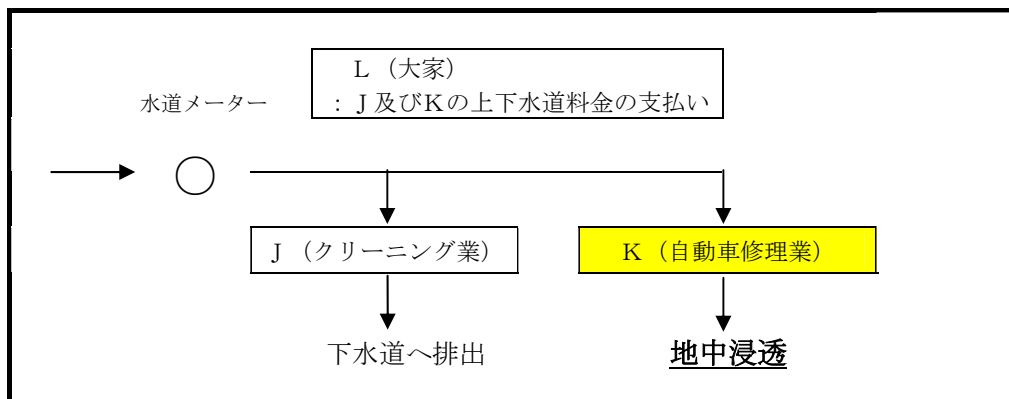 Ｌ（大家）
：Ｊ及びＫの上下水道料金の支払い
水道メーター
Ｊ（クリーニング業）
Ｋ（自動車修理業）
下水道へ排出
地中浸透